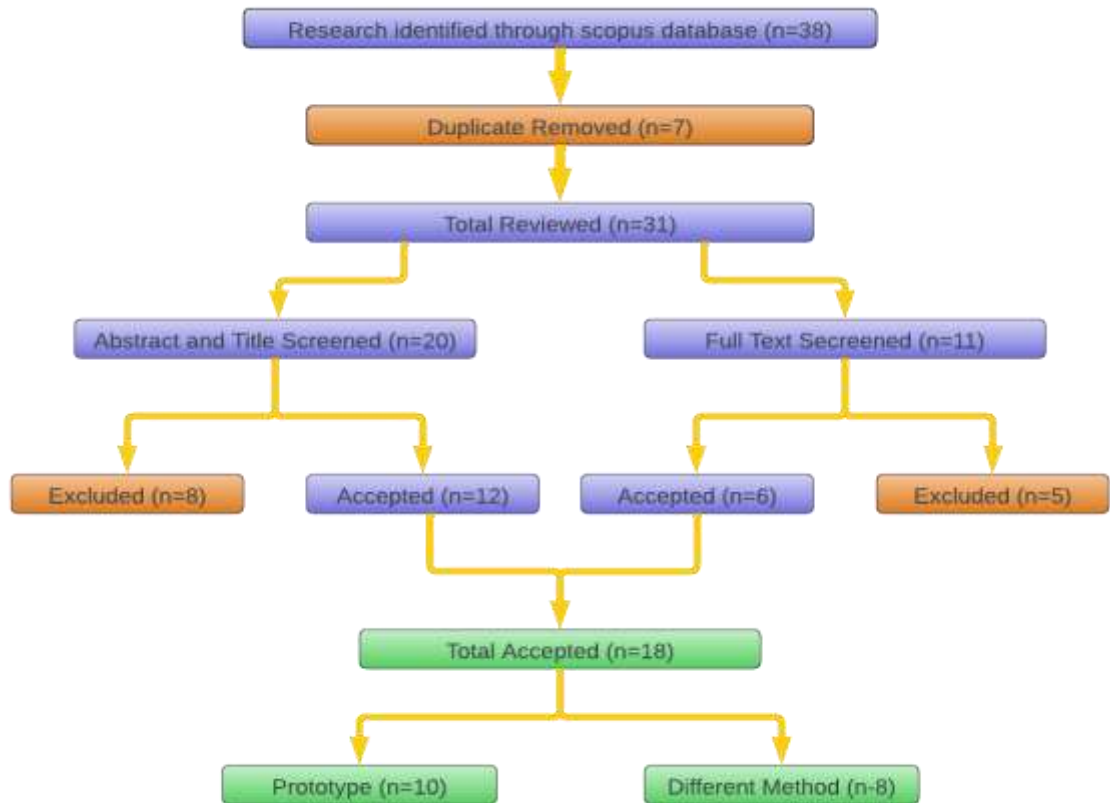 Research identified through scopus database (n=38)
Duplicate Removed (n=7)
Total Reviewed (n=31)
Abstract and Title Screened (n=20)
Full Text Secreened (n=11)
Excluded (n=8)
Accepted (n=12)
Accepted (n=6)
Excluded (n=5)
Total Accepted (n=18)
Prototype (n=10)
Different Method (n-8)